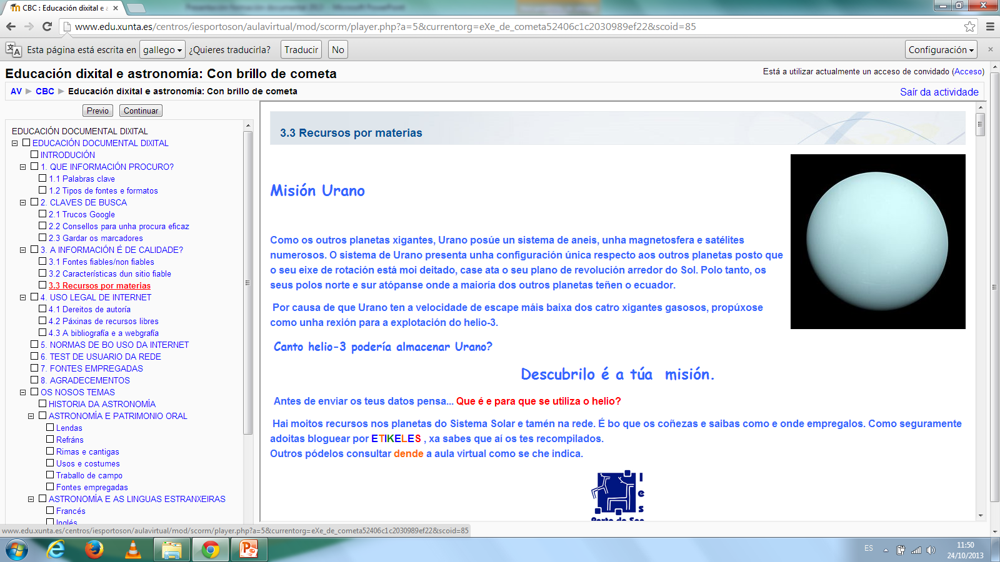 CBC : Educación dixital e a
Presentación formación documental 2013 - Microsoft PowerPoint
www.edu.xunta.es/centros/iesportoson/aulavirtual/mod/scorm/player.php?a=5&currentorg=eXe_de_cometa52406c1c2030989ef22&scoid=85
Esta página está escrita en gallego ¿Quieres traducirla? Traducir No Configuración
Educación dixital e astronomía: Con brillo de cometa
Está a utilizar actualmente un acceso de convidado (Acceso)
AV ► CBC ► Educación dixital e astronomía: Con brillo de cometa
Saír da actividade
Previo Continuar
EDUCACIÓN DOCUMENTAL DIXITAL
EDUCACIÓN DOCUMENTAL DIXITAL
INTRODUCIÓN
1. QUE INFORMACIÓN PROCURO?
1.1 Palabras clave
1.2 Tipos de fontes e formatos
2. CLAVES DE BUSCA
2.1 Trucos Google
2.2 Consellos para unha procura eficaz
2.3 Gardar os marcadores
3. A INFORMACIÓN É DE CALIDADE?
3.1 Fontes fiables/non fiables
3.2 Características dun sitio fiable
3.3 Recursos por materias
4. USO LEGAL DE INTERNET
4.1 Dereitos de autoría
4.2 Páxinas de recursos libres
4.3 A bibliografía e a webgrafía
5. NORMAS DE BO USO DA INTERNET
6. TEST DE USUARIO DA REDE
7. FONTES EMPREGADAS
8. AGRADECEMENTOS
OS NOSOS TEMAS
HISTORIA DA ASTRONOMÍA
ASTRONOMÍA E PATRIMONIO ORAL
Lendas
Refráns
Rimas e cantigas
Usos e costumes
Traballo de campo
Fontes empregadas
ASTRONOMÍA E AS LINGUAS ESTRANXEIRAS
Francés
Inglés
3.3 Recursos por materias
Misión Urano
Como os outros planetas xigantes, Urano posúe un sistema de aneis, unha magnetosfera e satélites
numerosos. O sistema de Urano presenta unha configuración única respecto aos outros planetas posto que
o seu eixe de rotación está moi deitado, case ata o seu plano de revolución arredor do Sol. Polo tanto, os
seus polos norte e sur atópanse onde a maioría dos outros planetas teñen o ecuador.
Por causa de que Urano ten a velocidade de escape máis baixa dos catro xigantes gasosos, propúxose
como unha rexión para a explotación do helio-3.
Canto helio-3 podería almacenar Urano?
Descubrilo é a túa misión.
Antes de enviar os teus datos pensa... Que é e para que se utiliza o helio?
Hai moitos recursos nos planetas do Sistema Solar e tamén na rede. É bo que os coñezas e saibas como e onde empregalos. Como seguramente
adoitas bloguear por ETIKELES , xa sabes que aí os tes recompilados.
Outros pódelos consultar dende a aula virtual como se che indica.
Ies
Porto do Son
www.edu.xunta.es/centros/iesportoson/aulavirtual/mod/scorm/player.php?a=5&currentorg=eXe_de_cometa52406c1c2030989ef22&scoid=85
ES
11:50
24/10/2013